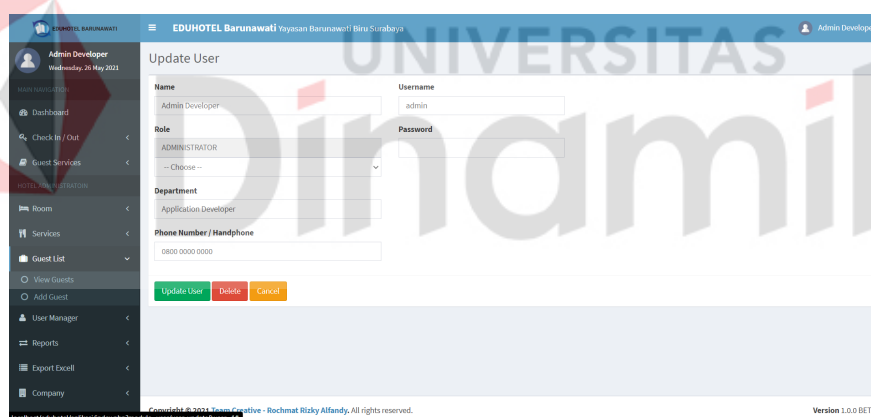 EDUHOTEL BARUNAWATI
EDUHOTEL Barunawati Yayasan Barunawati Biru Surabaya
Admin Develope
Admin Developer
Wednesday, 26 May 2021
MAIN NAVIGATION
Dashboard
Check In / Out
Guest Services
HOTEL ADMINISTRATOR
Room
Services
Guest List
View Guests
Add Guest
User Manager
Reports
Export Excell
Company
UNIVERSITAS
Dinami
Update User
Name
Username
Admin Developer
admin
Role
Password
ADMINISTRATOR
-- Choose --
Department
Application Developer
Phone Number / Handphone
0800 0000 0000
Update User
Delete
Cancel
Copyright © 2021 Team Creative - Rochmat Rizky Alfandy. All rights reserved.
Version 1.0.0 BET